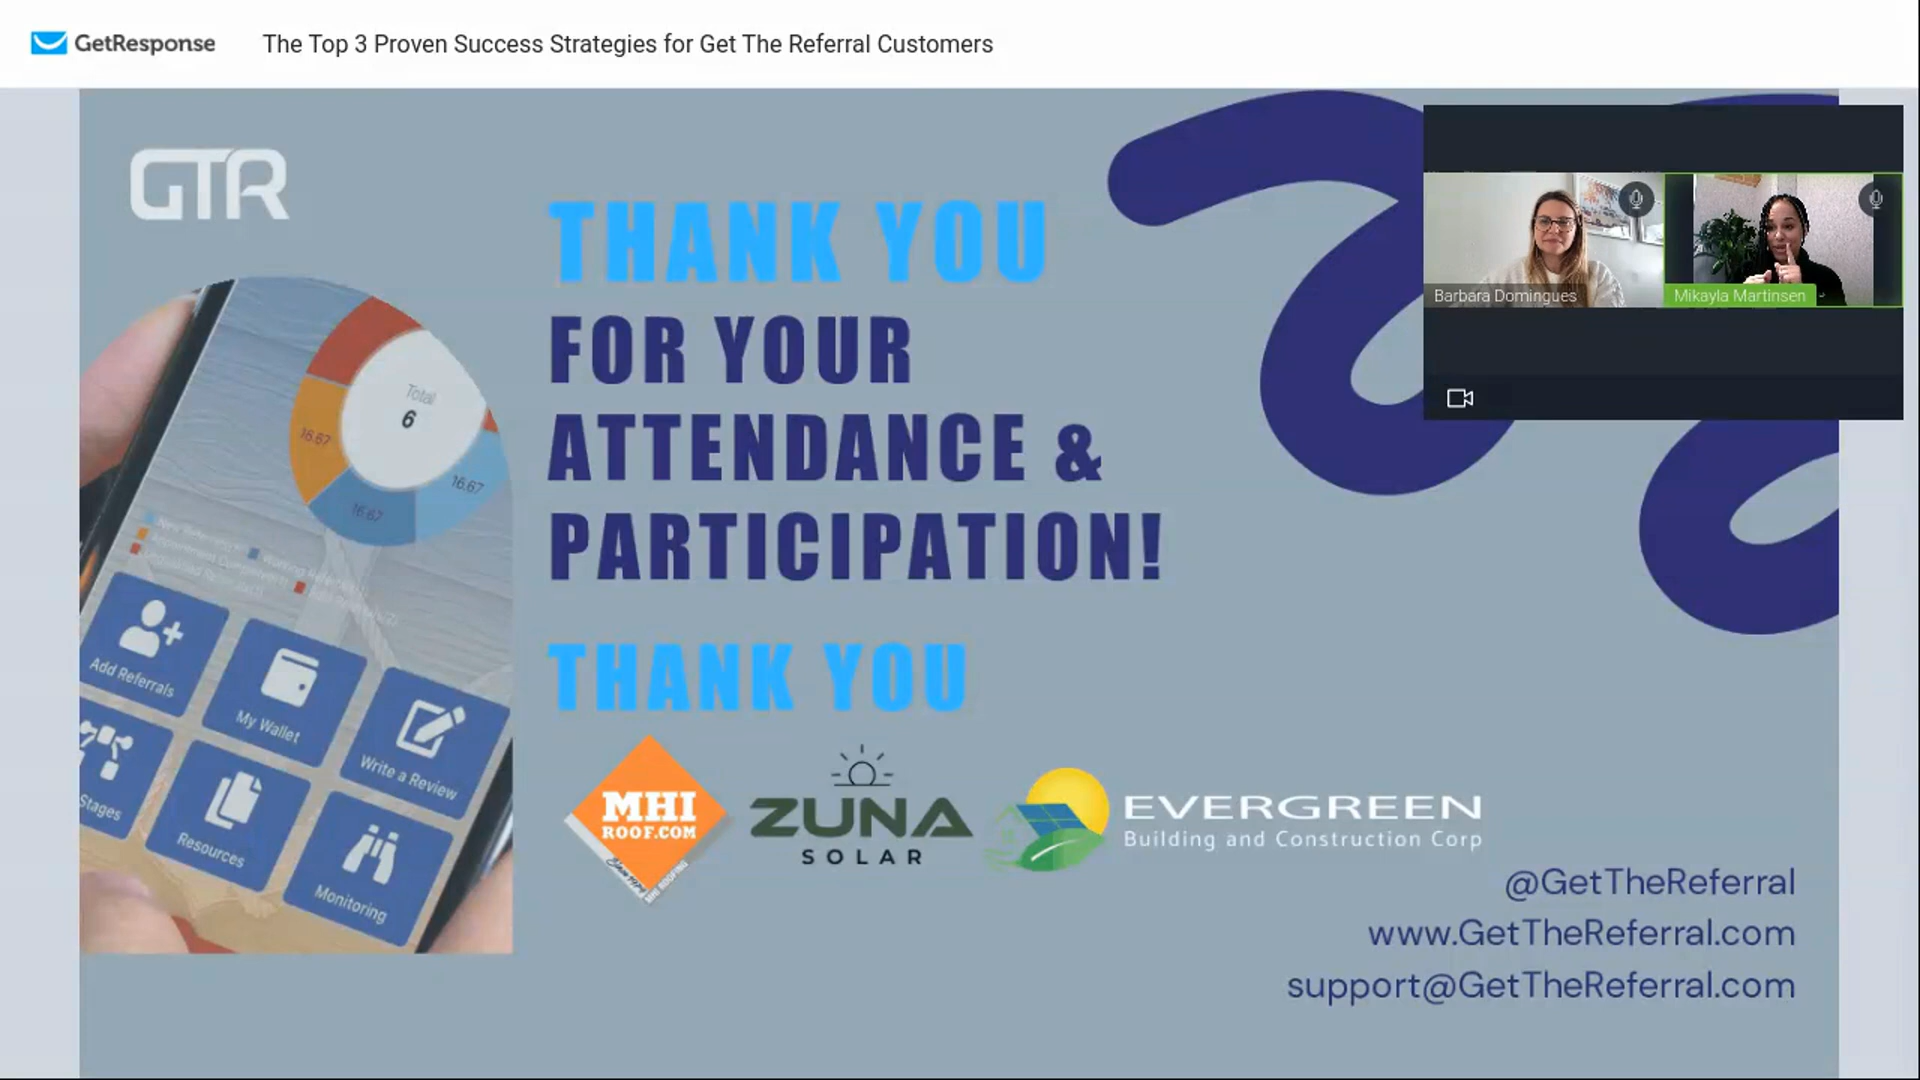 GetResponse
The Top 3 Proven Success Strategies for Get The Referral Customers
GTR
THANK YOU
FOR YOUR
ATTENDANCE &
PARTICIPATION!
THANK YOU
Barbara Domingues
Mikayla Martinsen
Total
6
16.67
16.67
16.67
Add Referrals
My Wallet
Write a Review
Stages
Resources
Monitoring
MHI
ROOF.COM
MHI ROOFING
ZUNA
SOLAR
EVERGREEN
Building and Construction Corp
@GetTheReferral
www.GetTheReferral.com
support@GetTheReferral.com